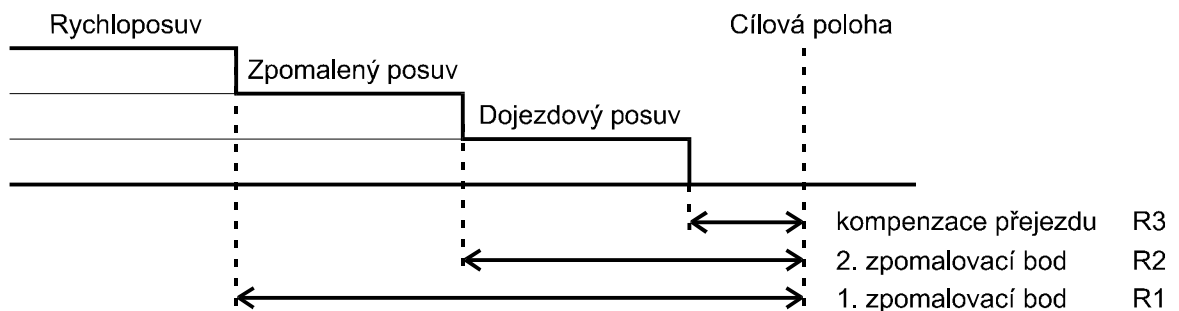 Rychloposuv Cílová poloha
Zpomalený posuv
Dojezdový posuv
kompenzace přejezdu R3
2. zpomalovací bod R2
1. zpomalovací bod R1